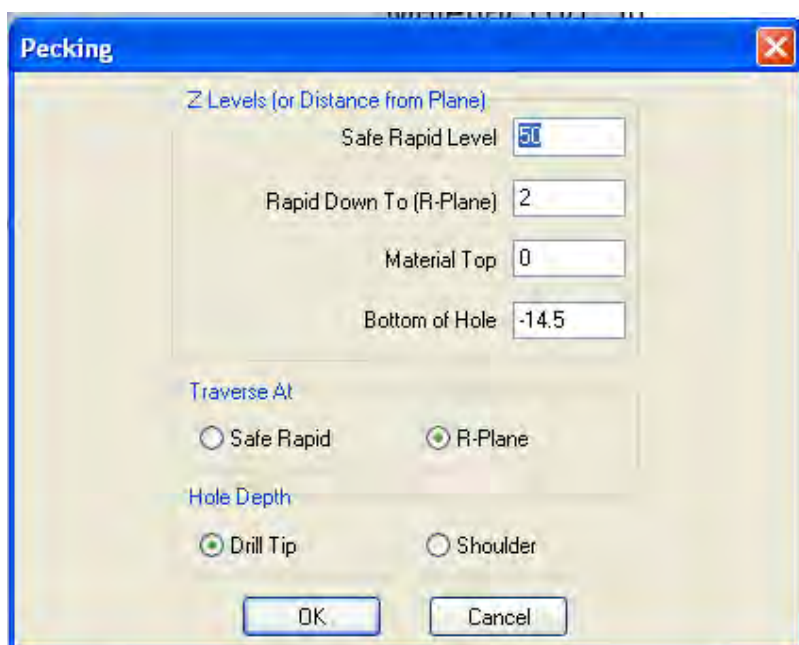 Pecking
Z Levels (or Distance from Plane)
Safe Rapid Level 50
Rapid Down To (R-Plane) 2
Material Top 0
Bottom of Hole -14.5
Traverse At
Safe Rapid R-Plane
Hole Depth
Drill Tip Shoulder
OK Cancel